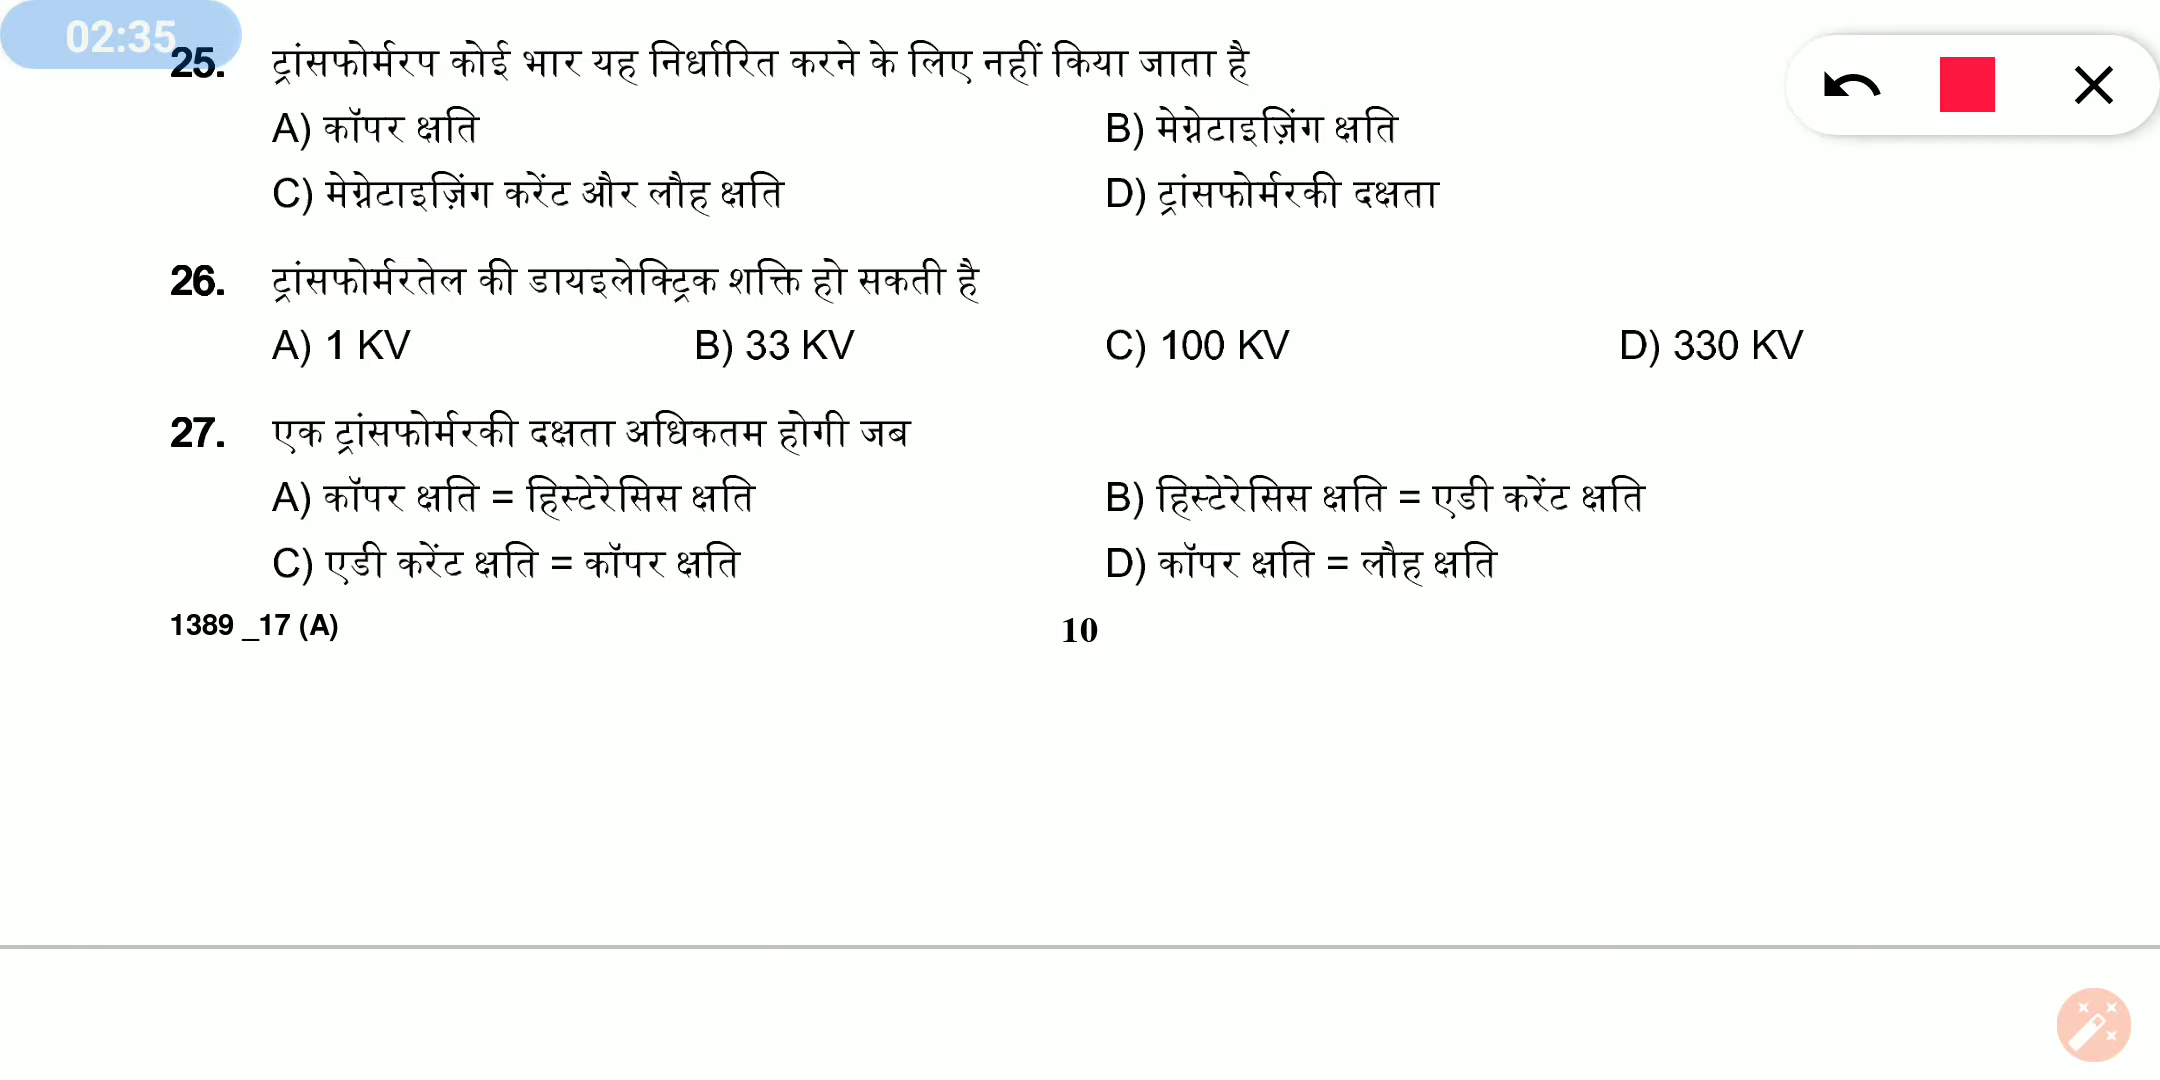 02:35
25. ट्रांसफोर्मरप कोई भार यह निर्धारित करने के लिए नहीं किया जाता है
A) कॉपर क्षति B) मेग्नेटाइज़िंग क्षति
C) मेग्नेटाइज़िंग करेंट और लौह क्षति D) ट्रांसफोर्मरकी दक्षता
26. ट्रांसफोर्मरतेल की डायइलेक्ट्रिक शक्ति हो सकती है
A) 1 KV B) 33 KV C) 100 KV D) 330 KV
27. एक ट्रांसफोर्मरकी दक्षता अधिकतम होगी जब
A) कॉपर क्षति = हिस्टेरेसिस क्षति B) हिस्टेरेसिस क्षति = एडी करेंट क्षति
C) एडी करेंट क्षति = कॉपर क्षति D) कॉपर क्षति = लौह क्षति
1389 _17 (A) 10